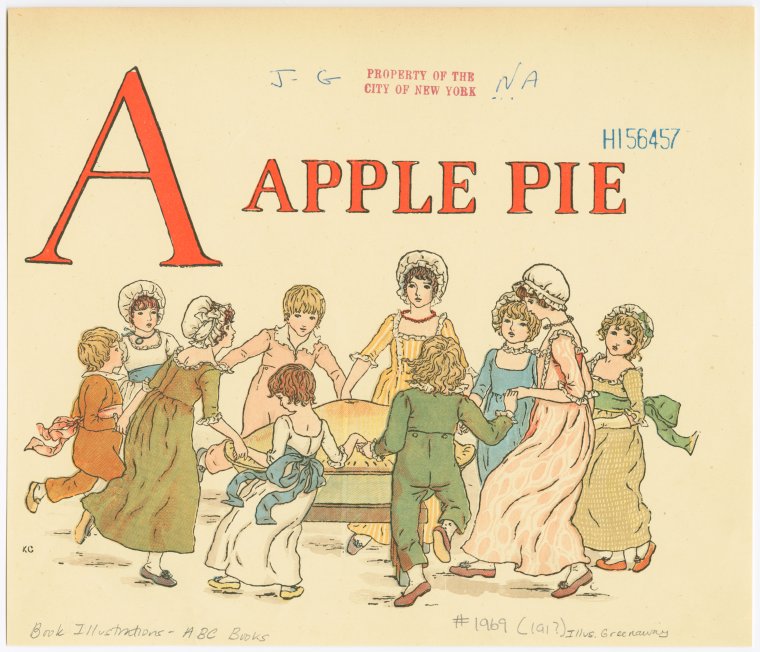 J-G
PROPERTY OF THE
CITY OF NEW YORK
NA
H156457
A
APPLE PIE
KG
Book Illustrations - ABC Books
#1969 (191?) Illus. Greenaway